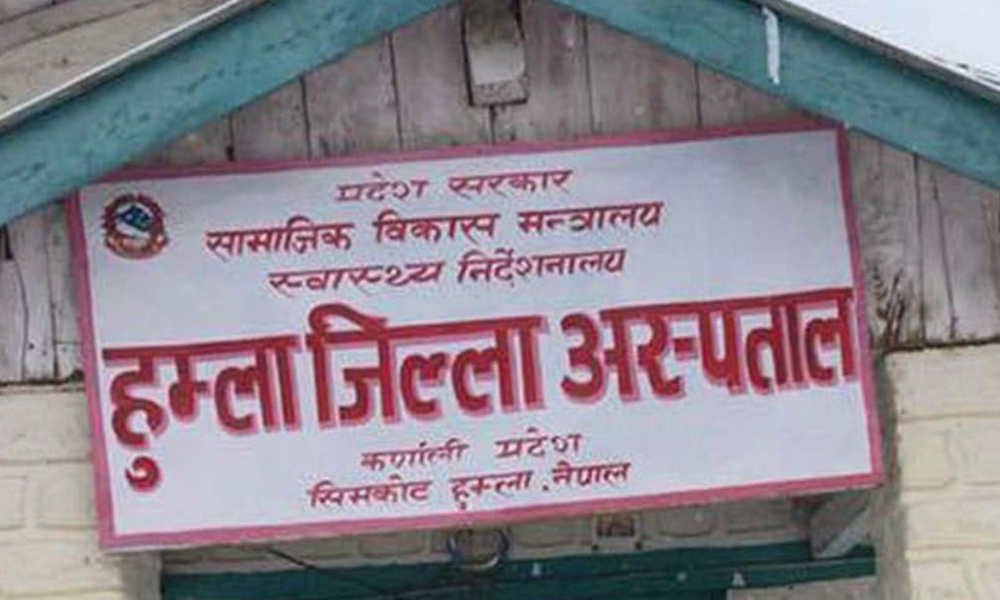 प्रदेश सरकार
सामाजिक विकास मन्त्रालय
स्वास्थ्य निर्देशनालय
हुम्ला जिल्ला अस्पताल
कर्णाली प्रदेश
सिमकोट हुम्ला, नेपाल